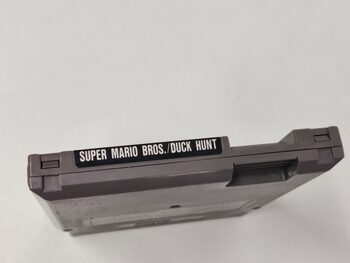 SUPER MARIO BROS./DUCK HUNT